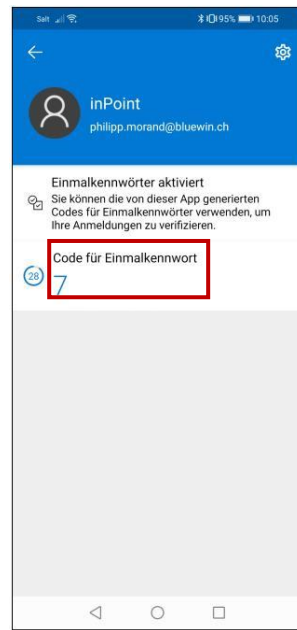 Salt 95% 10:05
inPoint
philipp.morand@bluewin.ch
Einmalkennwörter aktiviert
Sie können die von dieser App generierten
Codes für Einmalkennwörter verwenden, um
Ihre Anmeldungen zu verifizieren.
Code für Einmalkennwort
28
7